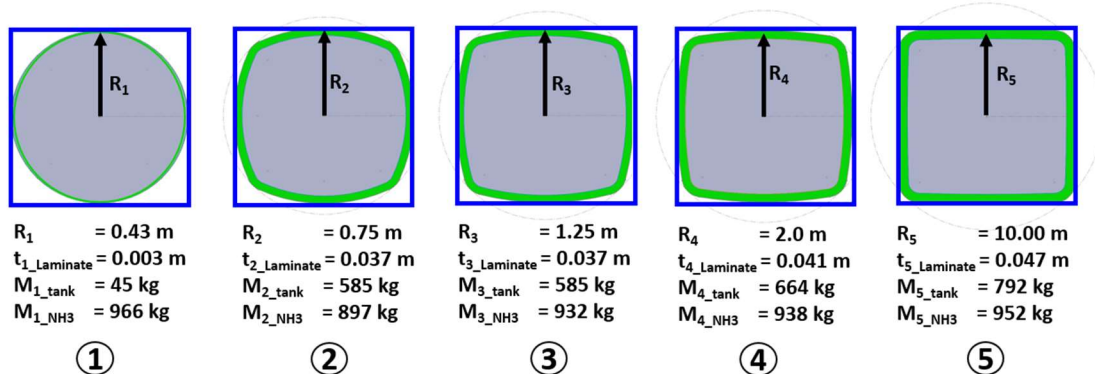 R1
R2
R3
R4
R5
R1 = 0.43 m
t1_Laminate = 0.003 m
M1_tank = 45 kg
M1_NH3 = 966 kg
R2 = 0.75 m
t2_Laminate = 0.037 m
M2_tank = 585 kg
M2_NH3 = 897 kg
R3 = 1.25 m
t3_Laminate = 0.037 m
M3_tank = 585 kg
M3_NH3 = 932 kg
R4 = 2.0 m
t4_Laminate = 0.041 m
M4_tank = 664 kg
M4_NH3 = 938 kg
R5 = 10.00 m
t5_Laminate = 0.047 m
M5_tank = 792 kg
M5_NH3 = 952 kg
1
2
3
4
5